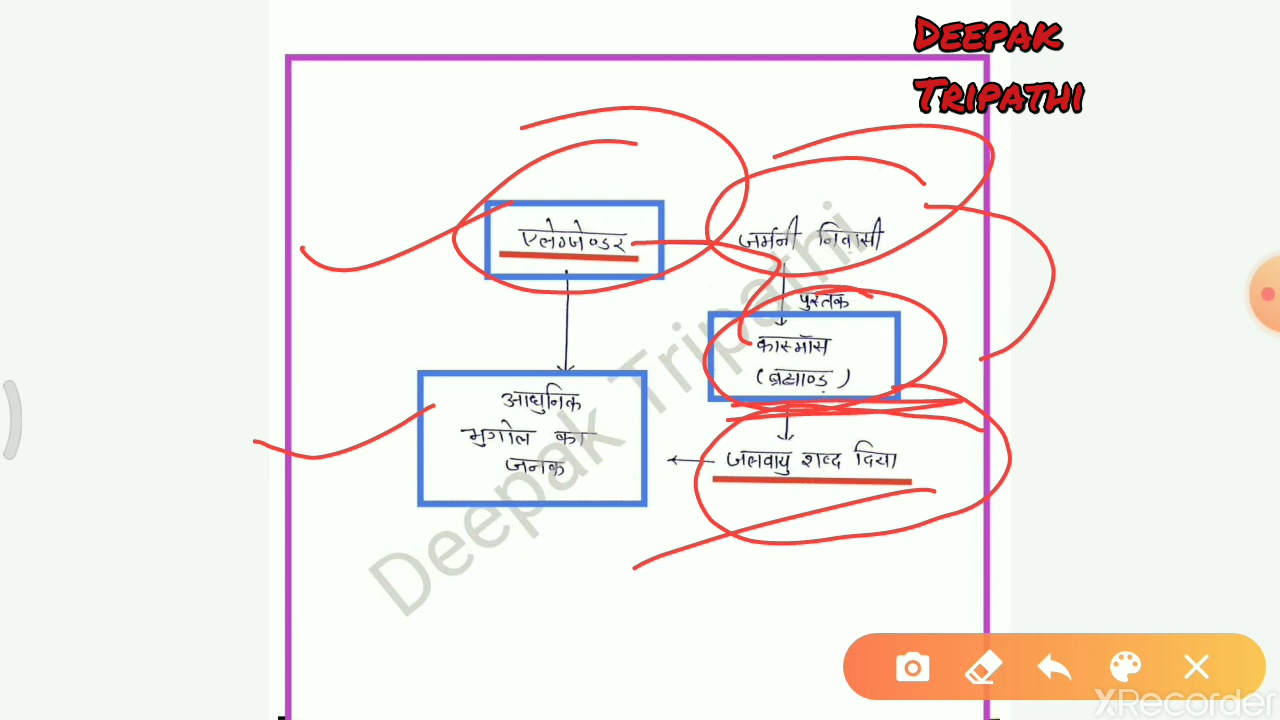 DEEPAK
TRIPATHI
एलेग्जेण्डर
जर्मनी निवासी
पुस्तक
कास्मॉस
(ब्रह्माण्ड)
आधुनिक
भुगोल का
जनक
जलवायु शब्द दिया
Deepak Tripathi
XRecorder